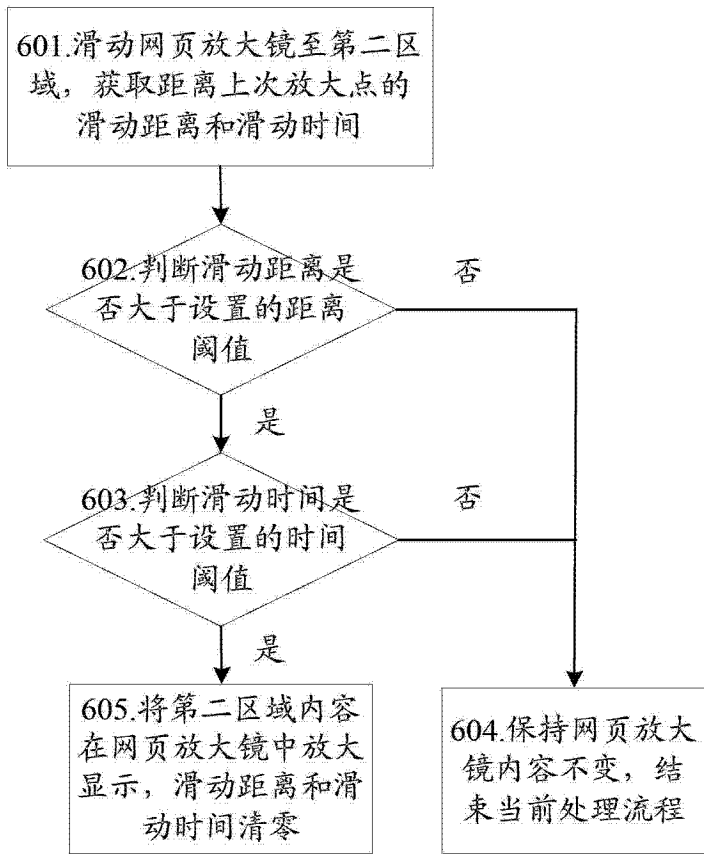 601.滑动网页放大镜至第二区
域，获取距离上次放大点的
滑动距离和滑动时间
602.判断滑动距离是
否大于设置的距离
阈值
否
是
603.判断滑动时间是
否大于设置的时间
阈值
否
是
605.将第二区域内容
在网页放大镜中放大
显示，滑动距离和滑
动时间清零
604.保持网页放大
镜内容不变，结
束当前处理流程